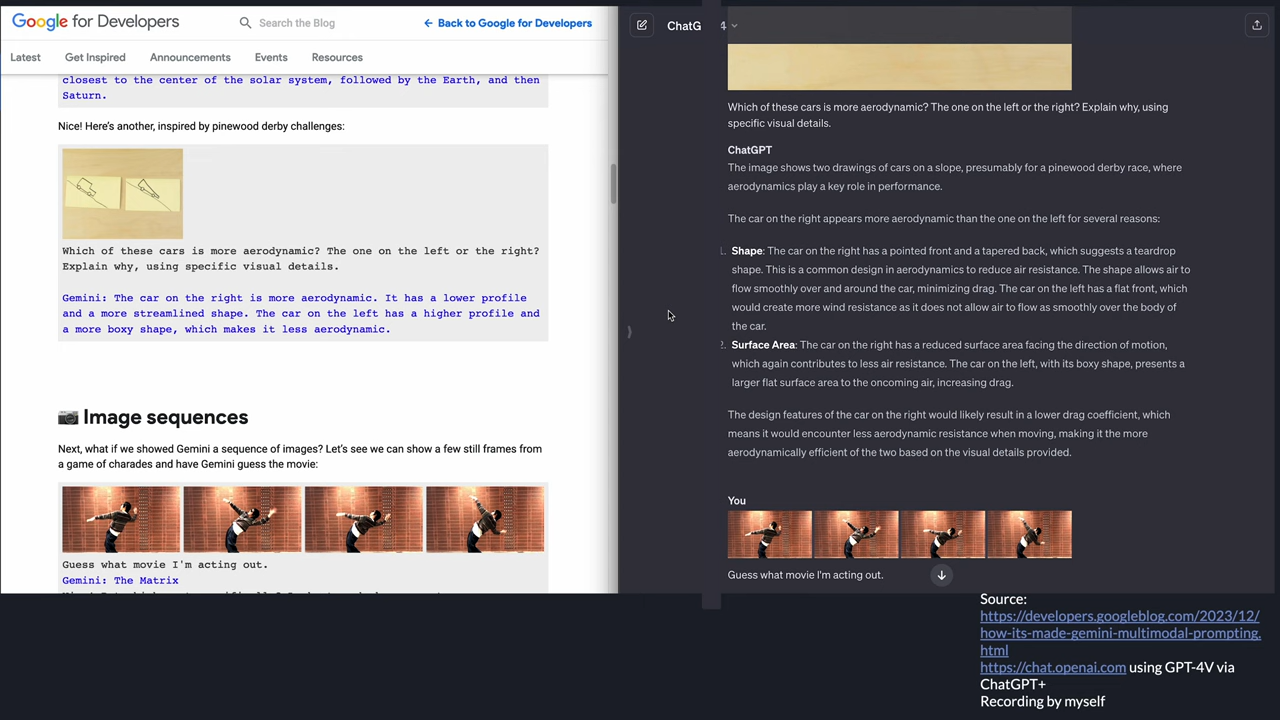 Google for Developers
Search the Blog
← Back to Google for Developers
Latest
Get Inspired
Announcements
Events
Resources
closest to the center of the solar system, followed by the Earth, and then
Saturn.
Nice! Here's another, inspired by pinewood derby challenges:
Which of these cars is more aerodynamic? The one on the left or the right?
Explain why, using specific visual details.
Gemini: The car on the right is more aerodynamic. It has a lower profile
and a more streamlined shape. The car on the left has a higher profile and
a more boxy shape, which makes it less aerodynamic.
📷 Image sequences
Next, what if we showed Gemini a sequence of images? Let's see we can show a few still frames from
a game of charades and have Gemini guess the movie:
Guess what movie I'm acting out.
Gemini: The Matrix
ChatG 4
Which of these cars is more aerodynamic? The one on the left or the right? Explain why, using
specific visual details.
ChatGPT
The image shows two drawings of cars on a slope, presumably for a pinewood derby race, where
aerodynamics play a key role in performance.
The car on the right appears more aerodynamic than the one on the left for several reasons:
1. Shape: The car on the right has a pointed front and a tapered back, which suggests a teardrop
shape. This is a common design in aerodynamics to reduce air resistance. The shape allows air to
flow smoothly over and around the car, minimizing drag. The car on the left has a flat front, which
would create more wind resistance as it does not allow air to flow as smoothly over the body of
the car.
2. Surface Area: The car on the right has a reduced surface area facing the direction of motion,
which again contributes to less air resistance. The car on the left, with its boxy shape, presents a
larger flat surface area to the oncoming air, increasing drag.
The design features of the car on the right would likely result in a lower drag coefficient, which
means it would encounter less aerodynamic resistance when moving, making it the more
aerodynamically efficient of the two based on the visual details provided.
You
Guess what movie I'm acting out.
Source:
https://developers.googleblog.com/2023/12/
how-its-made-gemini-multimodal-prompting.
html
https://chat.openai.com using GPT-4V via
ChatGPT+
Recording by myself